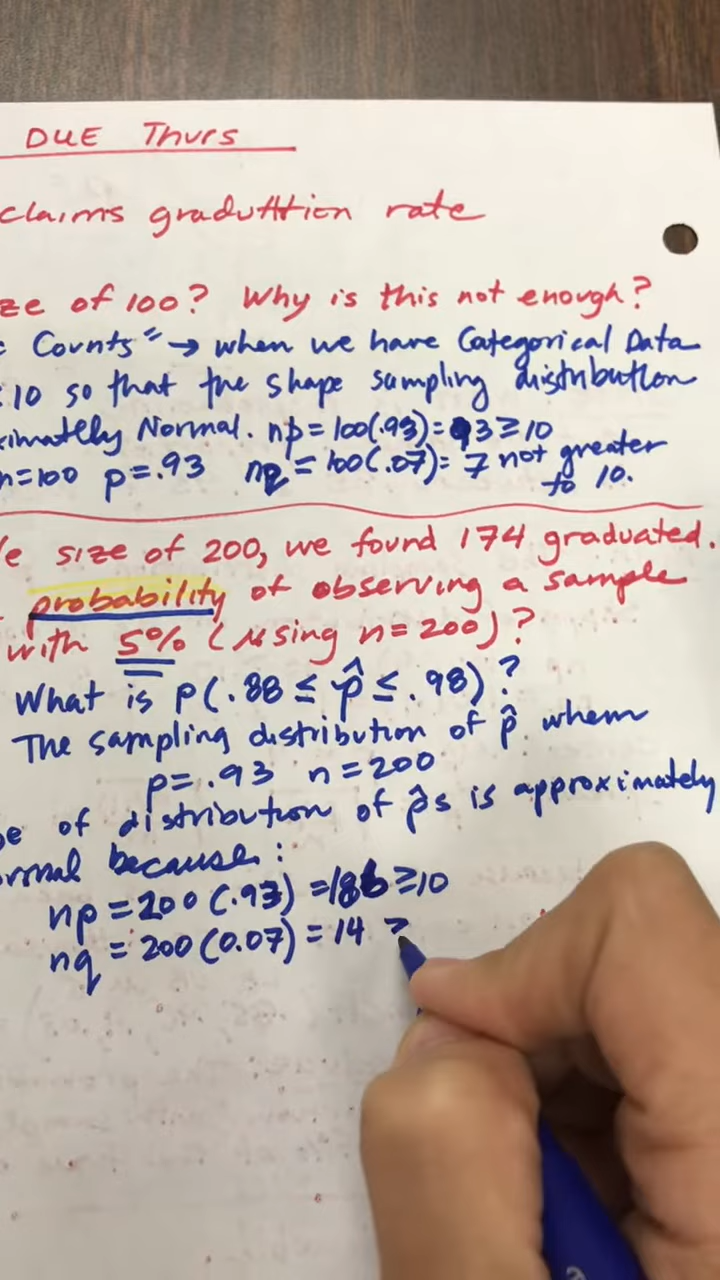 DUE Thurs
claims graduttion rate
ze of 100? Why is this not enough?
Counts" → when we have Categorical Data
10 so that the shape sampling distribution
ximately Normal. np = 100(.93) = 93 ≥ 10
n=100 p=.93 nq = 100(.07) = 7 not greater
to 10.
e size of 200, we found 174 graduated.
probability of observing a sample
with 5% (using n=200)?
What is p(.88 ≤ p̂ ≤ .98)?
The sampling distribution of p̂ when
p=.93 n=200
pe of distribution of p̂s is approximately
ormal because:
np = 200(.93) = 186 ≥ 10
nq = 200(0.07) = 14 ≥